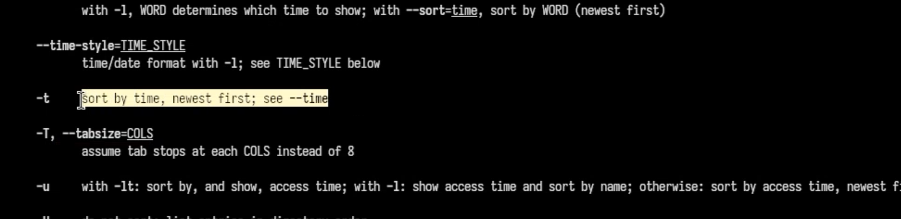 with -l, WORD determines which time to show; with --sort=time, sort by WORD (newest first)
--time-style=TIME_STYLE
time/date format with -l; see TIME_STYLE below
-t sort by time, newest first; see --time
-T, --tabsize=COLS
assume tab stops at each COLS instead of 8
-u with -lt: sort by, and show, access time; with -l: show access time and sort by name; otherwise: sort by access time, newest